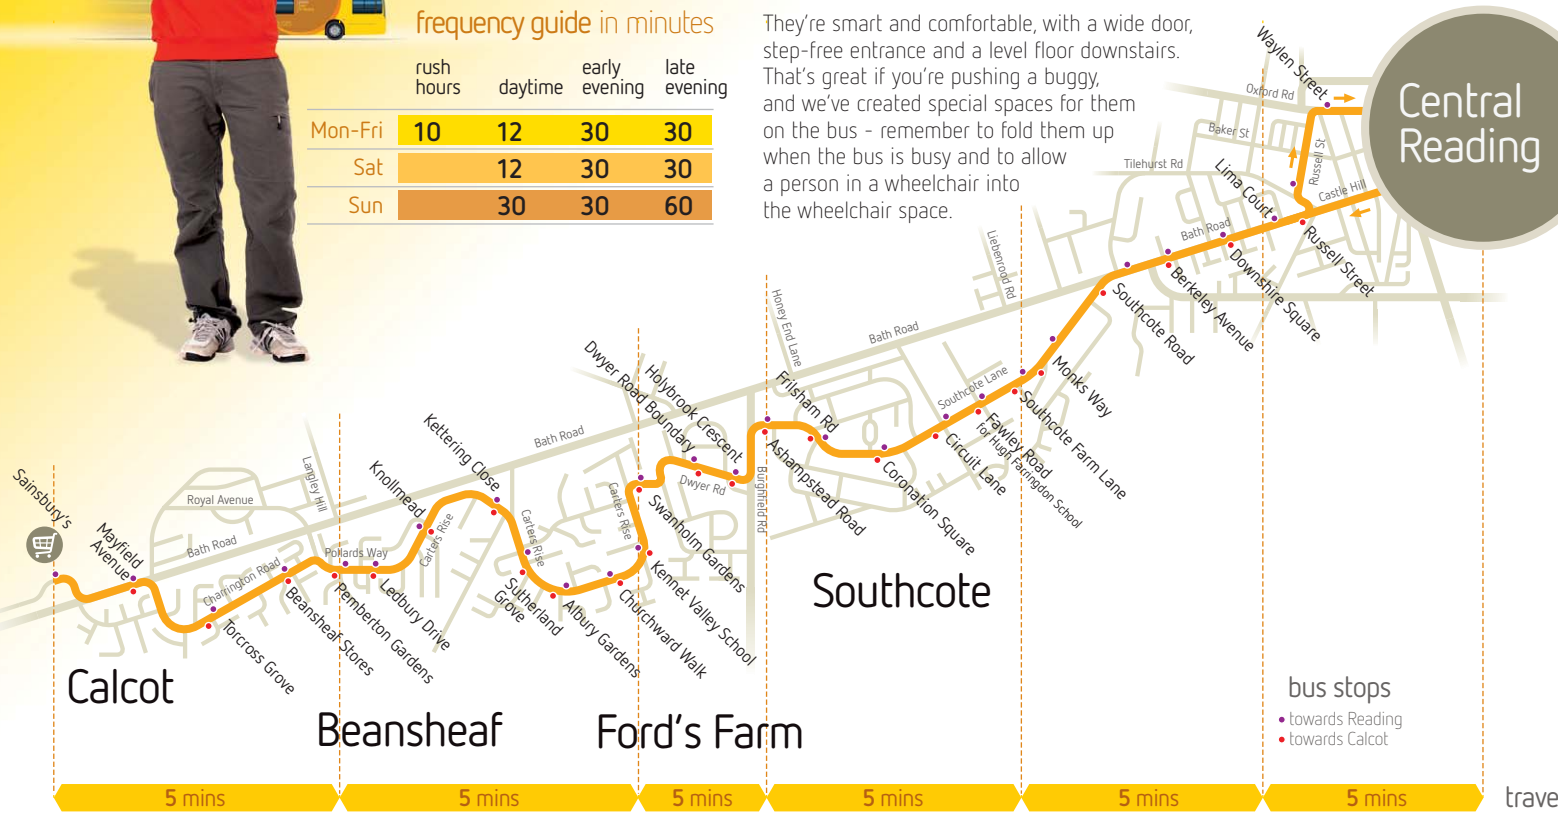 frequency guide in minutes
rush hours
daytime
early evening
late evening
Mon-Fri 10 12 30 30
Sat 12 30 30
Sun 30 30 60
They're smart and comfortable, with a wide door,
step-free entrance and a level floor downstairs.
That's great if you're pushing a buggy,
and we've created special spaces for them
on the bus - remember to fold them up
when the bus is busy and to allow
a person in a wheelchair into
the wheelchair space.
Central
Reading
Waylen Street
Oxford Rd
Baker St
Russell St
Tilehurst Rd
Lima Court
Castle Hill
Bath Road
Russell Street
Downshire Square
Berkeley Avenue
Southcote Road
Liebenrood Rd
Monks Way
Honey End Lane
Bath Road
Southcote Lane
Southcote Farm Lane
Fawley Road
for Hugh Farringdon School
Circuit Lane
Frilsham Rd
Coronation Square
Ashampstead Road
Burghfield Rd
Holybrook Crescent
Dwyer Road Boundary
Dwyer Rd
Swanholm Gardens
Carters Rise
Kennet Valley School
Churchward Walk
Albury Gardens
Sutherland
Grove
Carters Rise
Bath Road
Kettering Close
Knollmead
Carters Rise
Langley Hill
Pollards Way
Ledbury Drive
Pemberton Gardens
Beansheaf Stores
Royal Avenue
Bath Road
Charrington Road
Torcross Grove
Mayfield
Avenue
Sainsbury's
Southcote
Calcot
Beansheaf
Ford's Farm
bus stops
towards Reading
towards Calcot
5 mins
5 mins
5 mins
5 mins
5 mins
5 mins
trave